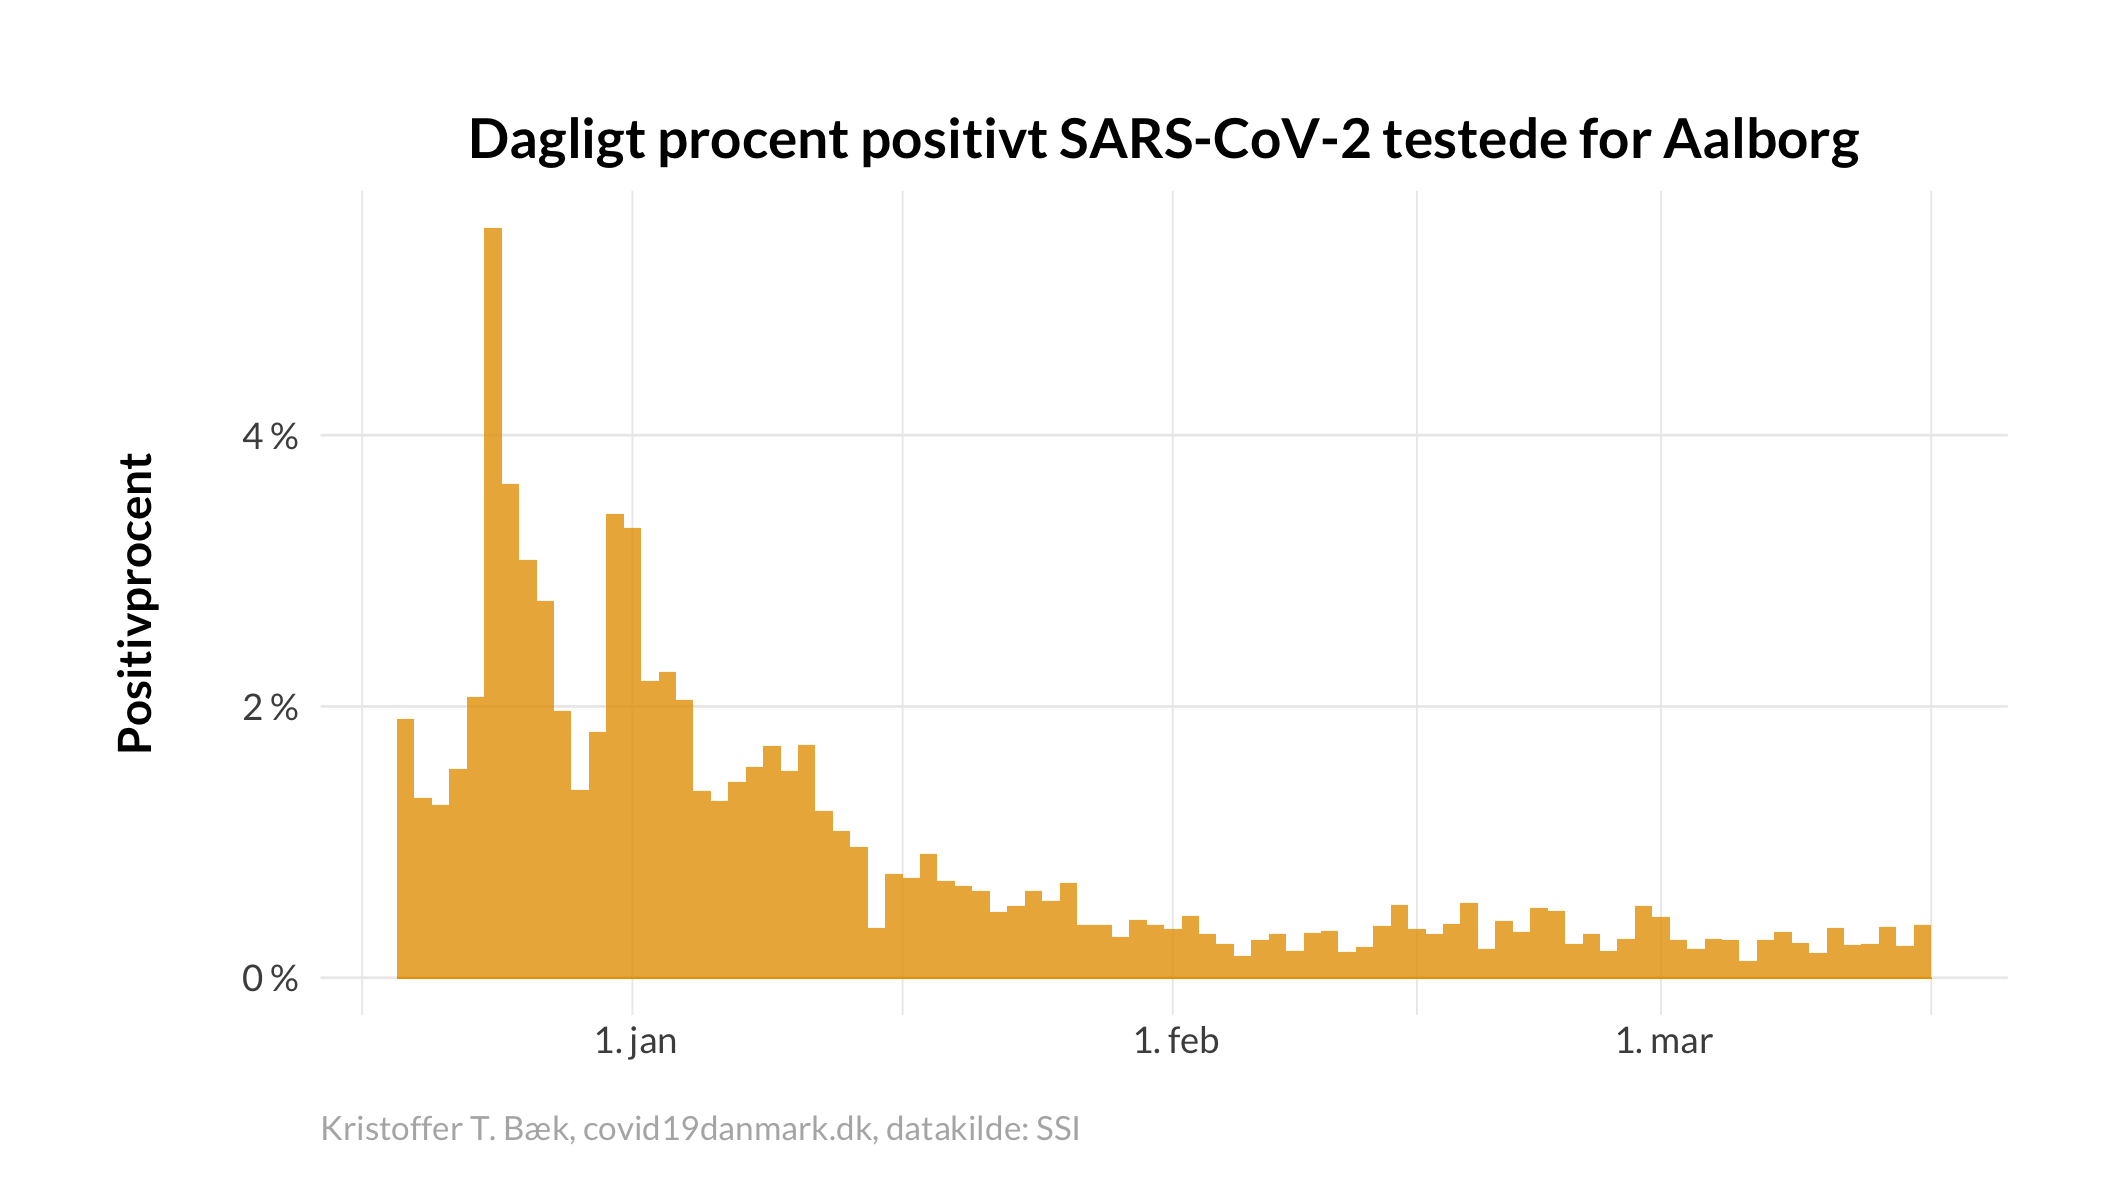 Dagligt procent positivt SARS-CoV-2 testede for Aalborg
Positivprocent
4 %
2 %
0 %
1. jan
1. feb
1. mar
Kristoffer T. Bæk, covid19danmark.dk, datakilde: SSI